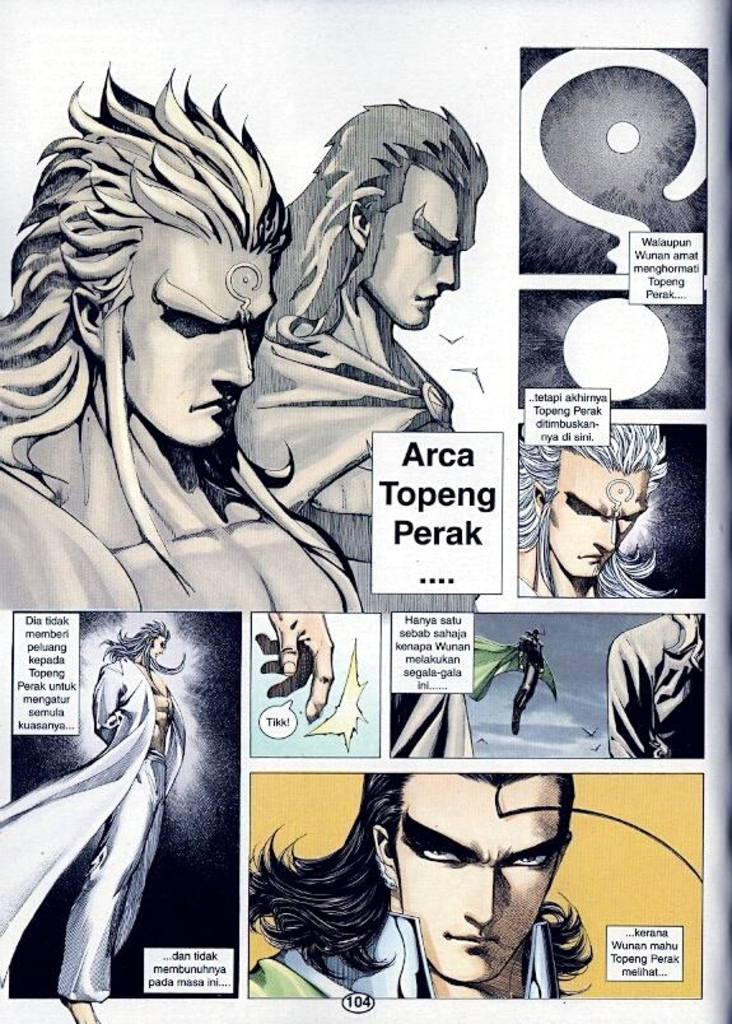 Walaupun
Wunan amat
menghormati
Topeng
Perak....
..tetapi akhirnya
Topeng Perak
ditimbuskan-
nya di sini.
Arca
Topeng
Perak
....
Dia tidak
memberi
peluang
kepada
Topeng
Perak untuk
mengatur
semula
kuasanya...
...dan tidak
membunuhnya
pada masa ini....
Tikk!
Hanya satu
sebab sahaja
kenapa Wunan
melakukan
segala-gala
ini......
...kerana
Wunan mahu
Topeng Perak
melihat...
104